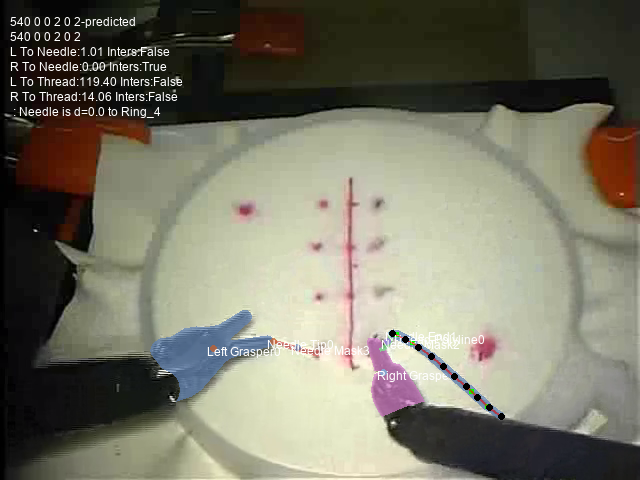 540 0 0 2 0 2-predicted
540 0 0 2 0 2
L To Needle:1.01 Inters:False
R To Needle:0.00 Inters:True
L To Thread:119.40 Inters:False
R To Thread:14.06 Inters:False
: Needle is d=0.0 to Ring_4
Needle Tip0
Left Grasper0
Needle Mask3
Right Grasper